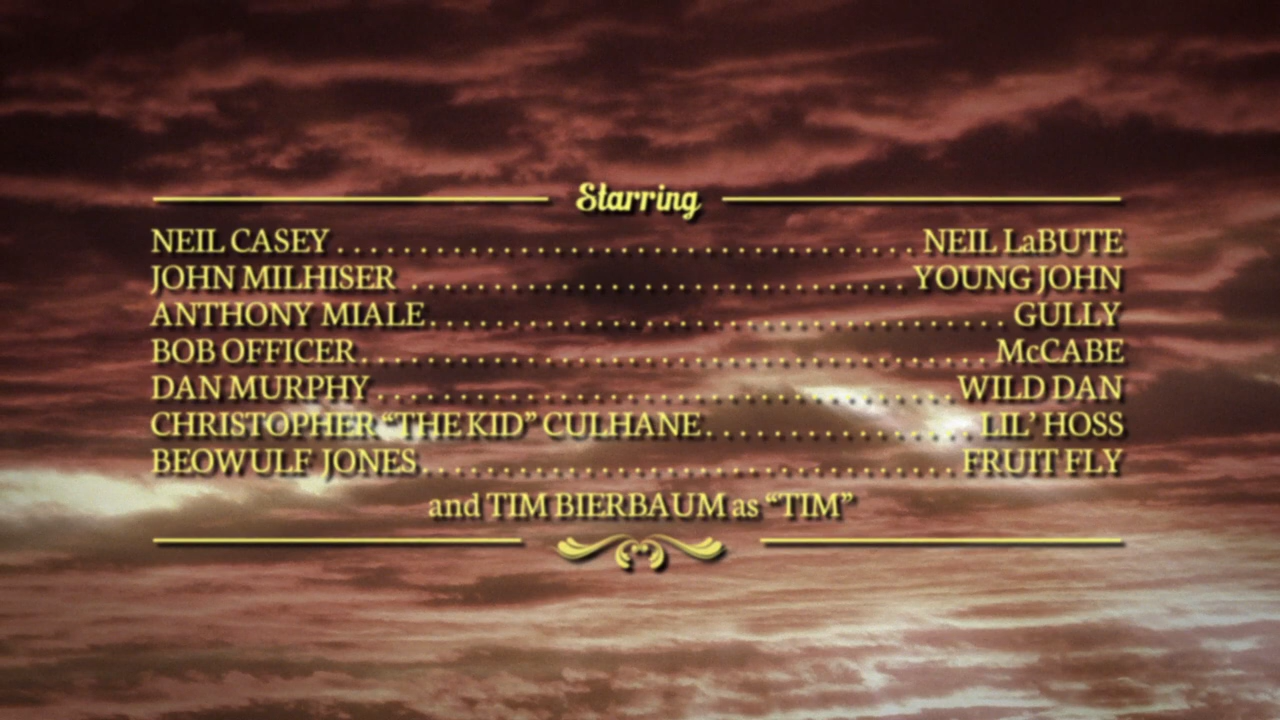 Starring
NEIL CASEY . . . . . . . . . . . . . . . . . . . . . . . . . . . . . . . . . . . . . . . . NEIL LaBUTE
JOHN MILHISER . . . . . . . . . . . . . . . . . . . . . . . . . . . . . . . . . . . YOUNG JOHN
ANTHONY MIALE . . . . . . . . . . . . . . . . . . . . . . . . . . . . . . . . . . . . . . . . GULLY
BOB OFFICER . . . . . . . . . . . . . . . . . . . . . . . . . . . . . . . . . . . . . . . . . . . . McCABE
DAN MURPHY . . . . . . . . . . . . . . . . . . . . . . . . . . . . . . . . . . . . . . . . WILD DAN
CHRISTOPHER “THE KID” CULHANE . . . . . . . . . . . . . . . . . . . LIL’ HOSS
BEOWULF JONES . . . . . . . . . . . . . . . . . . . . . . . . . . . . . . . . . . . . . FRUIT FLY
and TIM BIERBAUM as “TIM”